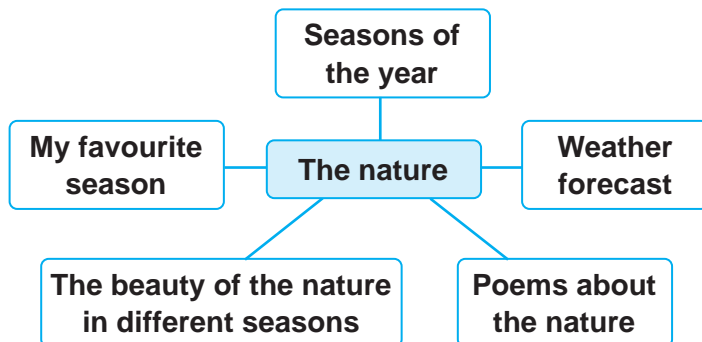 Seasons of
the year
My favourite
season
The nature
Weather
forecast
The beauty of the nature
in different seasons
Poems about
the nature